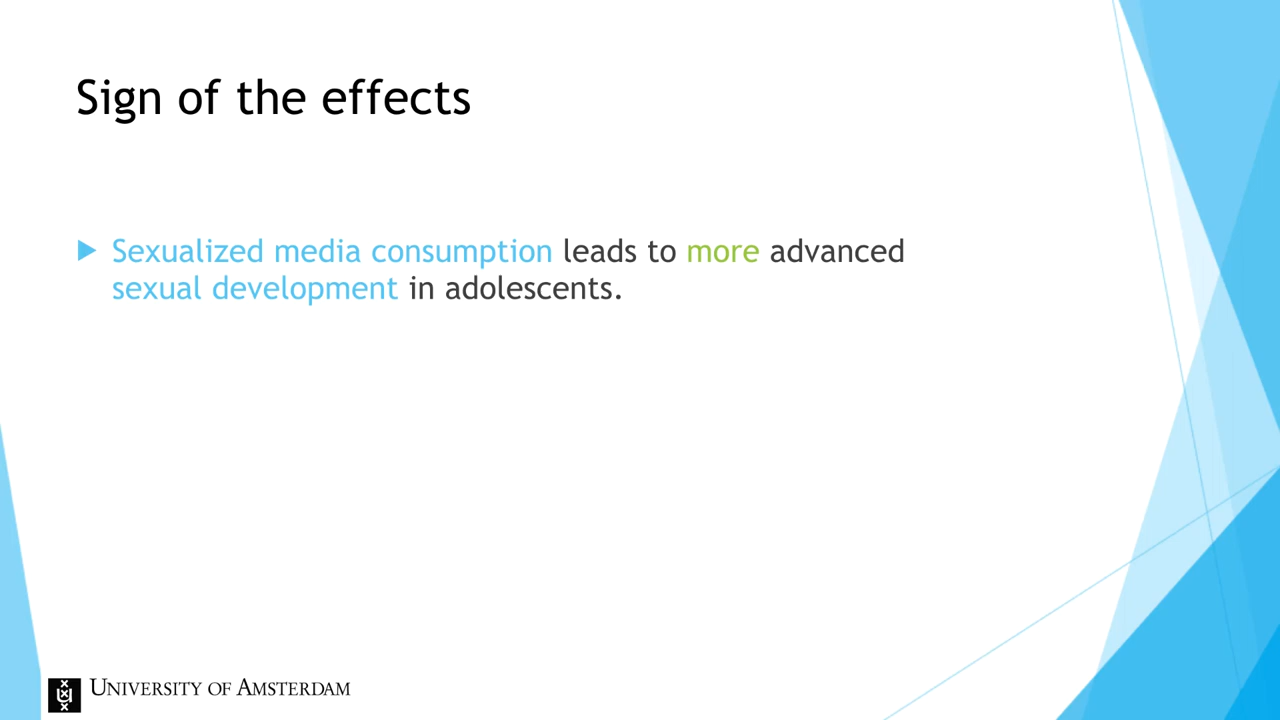 Sign of the effects
Sexualized media consumption leads to more advanced
sexual development in adolescents.
UNIVERSITY OF AMSTERDAM